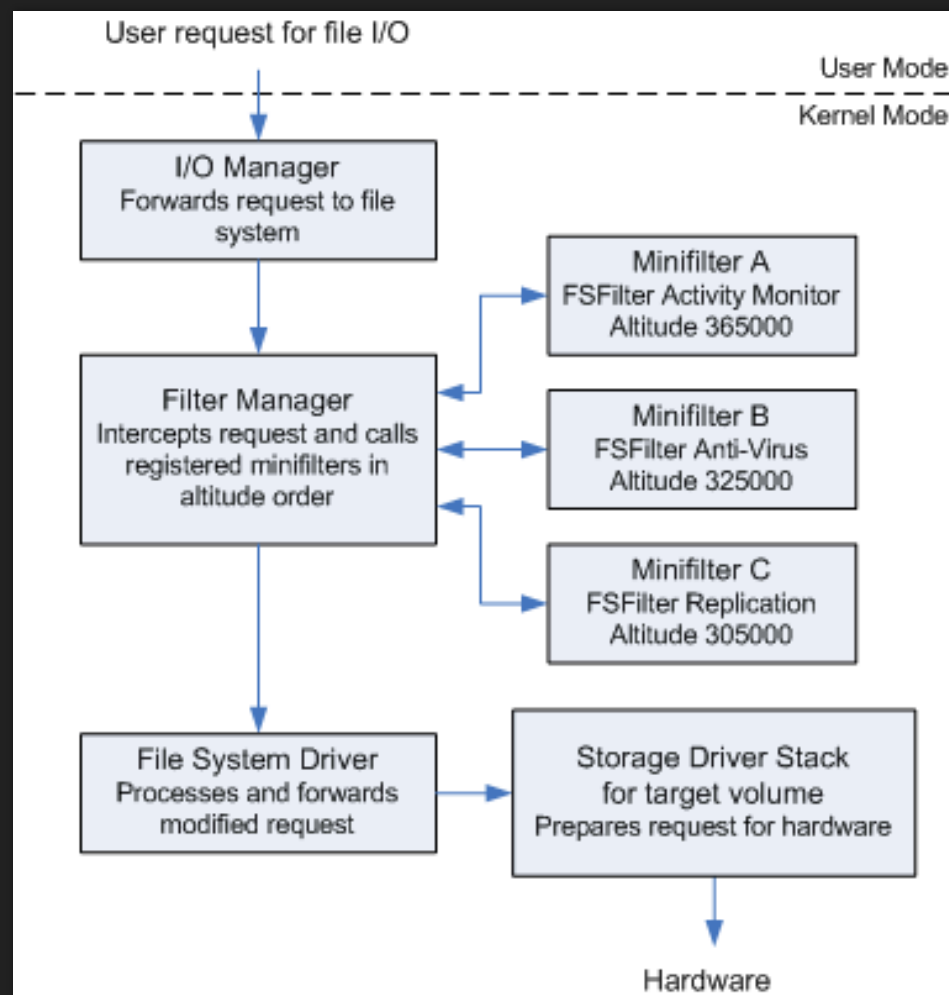 User request for file I/O
User Mode
Kernel Mode
I/O Manager
Forwards request to file
system
Minifilter A
FSFilter Activity Monitor
Altitude 365000
Filter Manager
Intercepts request and calls
registered minifilters in
altitude order
Minifilter B
FSFilter Anti-Virus
Altitude 325000
Minifilter C
FSFilter Replication
Altitude 305000
File System Driver
Processes and forwards
modified request
Storage Driver Stack
for target volume
Prepares request for hardware
Hardware